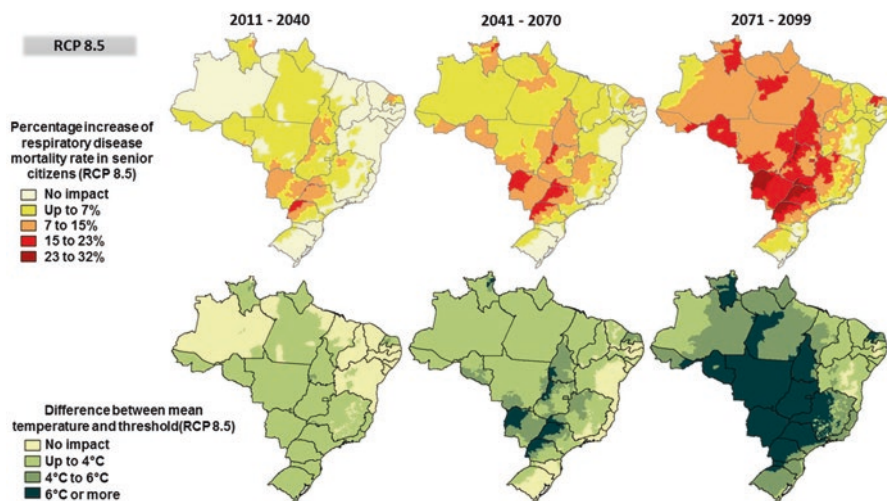 2011 - 2040
2041 - 2070
2071 - 2099
RCP 8.5
Percentage increase of
respiratory disease
mortality rate in senior
citizens (RCP 8.5)
No impact
Up to 7%
7 to 15%
15 to 23%
23 to 32%
Difference between mean
temperature and threshold(RCP 8.5)
No impact
Up to 4°C
4°C to 6°C
6°C or more